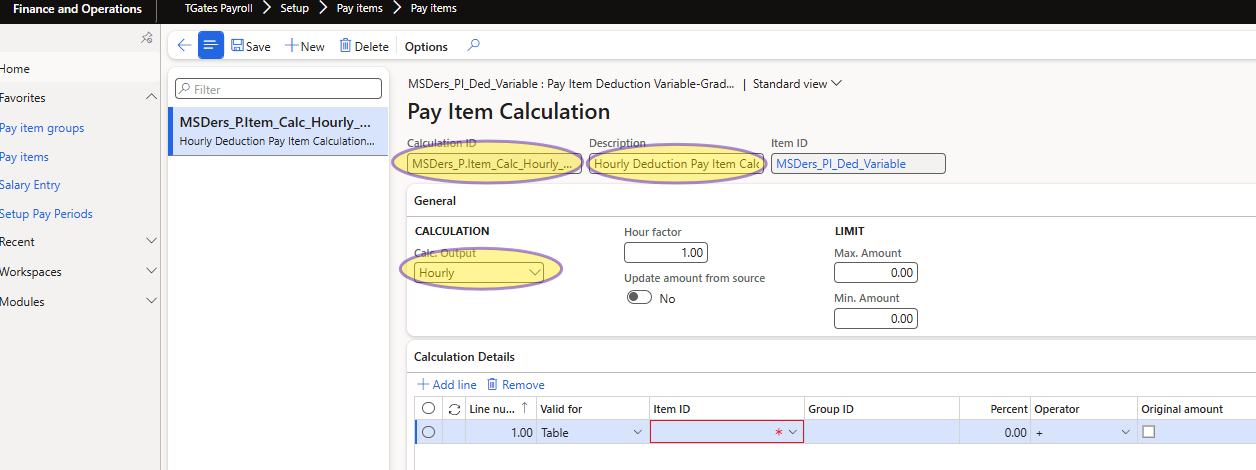 Finance and Operations
TGates Payroll > Setup > Pay items > Pay items
Save New Delete Options
Home
Favorites
Pay item groups
Pay items
Salary Entry
Setup Pay Periods
Recent
Workspaces
Modules
Filter
MSDers_P.Item_Calc_Hourly_...
Hourly Deduction Pay Item Calculation...
MSDers_PI_Ded_Variable : Pay Item Deduction Variable-Grad... | Standard view
Pay Item Calculation
Calculation ID Description Item ID
MSDers_P.Item_Calc_Hourly_... Hourly Deduction Pay Item Calc MSDers_PI_Ded_Variable
General
CALCULATION Hour factor LIMIT
Calc. Output 1.00 Max. Amount
Hourly Update amount from source 0.00
No Min. Amount
0.00
Calculation Details
+ Add line Remove
Line nu... ↑ Valid for Item ID Group ID Percent Operator Original amount
1.00 Table * 0.00 +